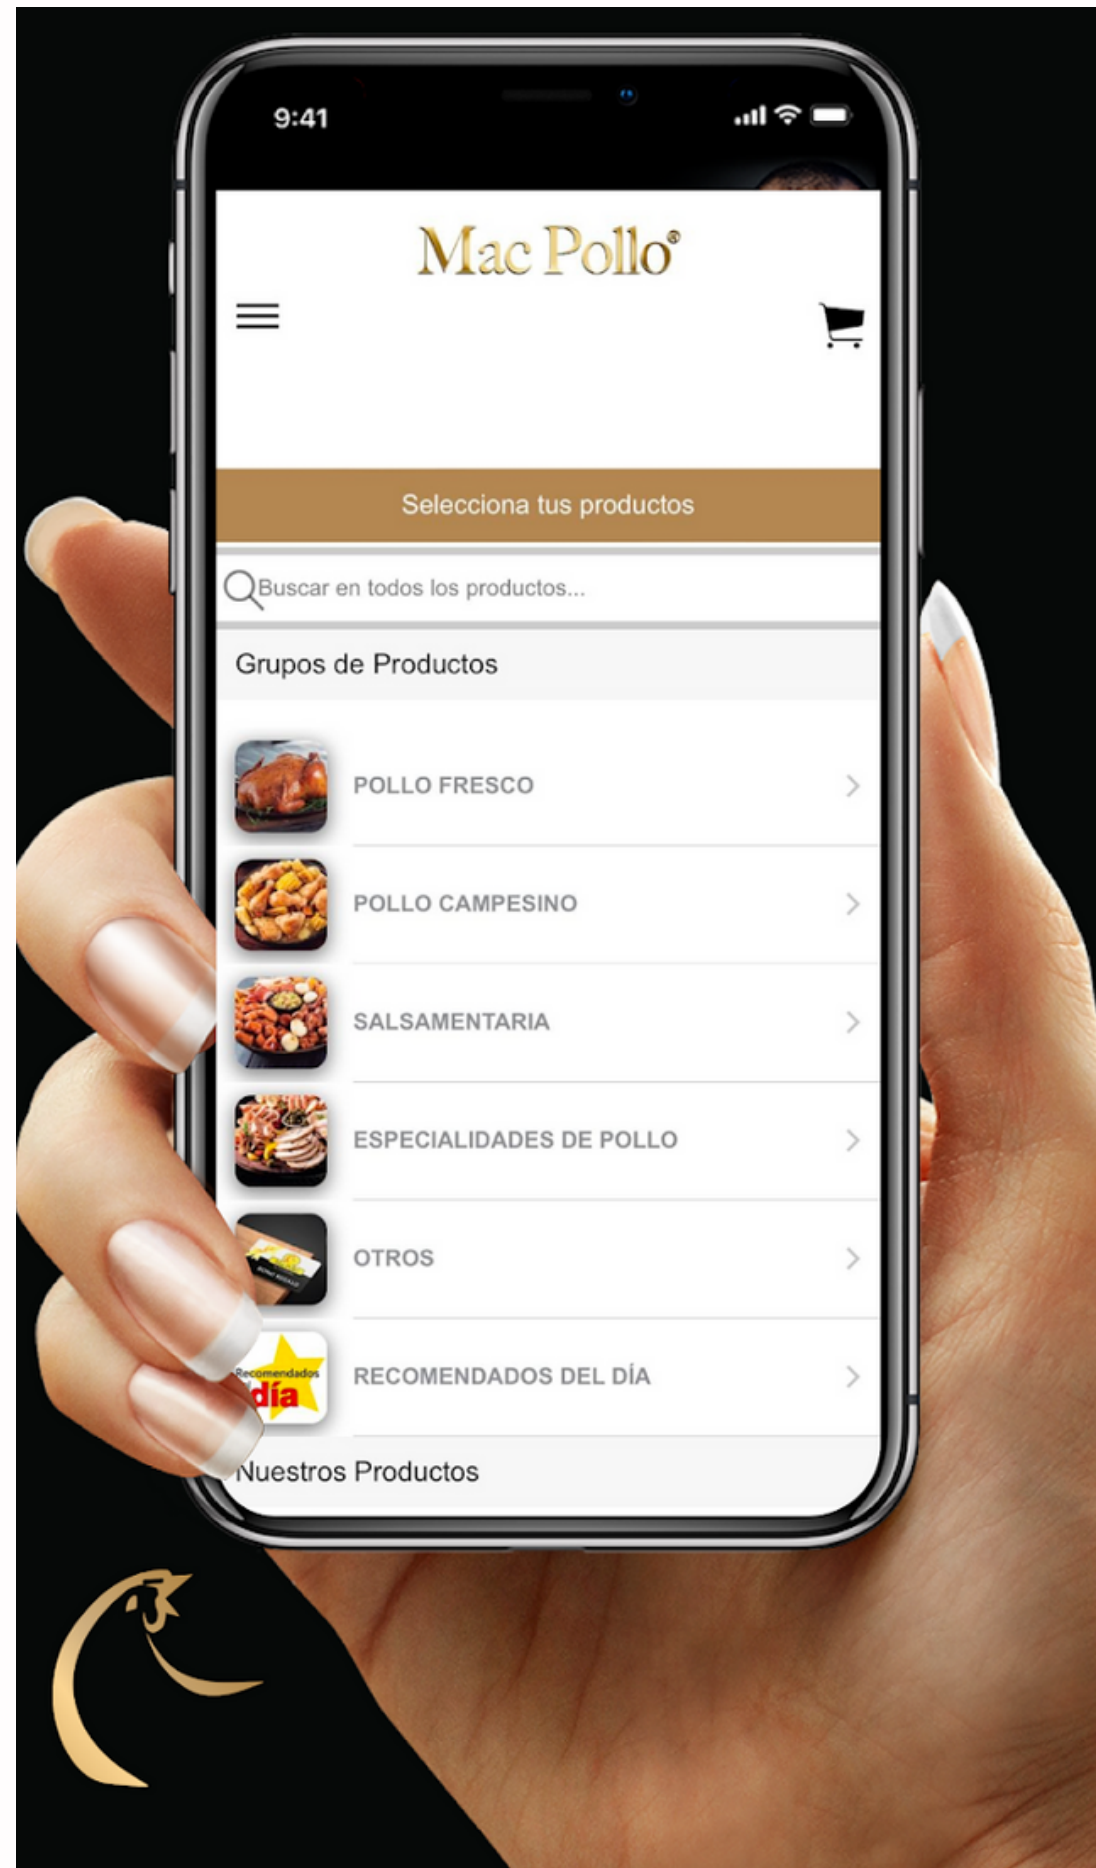 9:41
Mac Pollo®
Selecciona tus productos
Buscar en todos los productos...
Grupos de Productos
POLLO FRESCO
POLLO CAMPESINO
SALSAMENTARIA
ESPECIALIDADES DE POLLO
OTROS
Recomendados
día
RECOMENDADOS DEL DÍA
Nuestros Productos